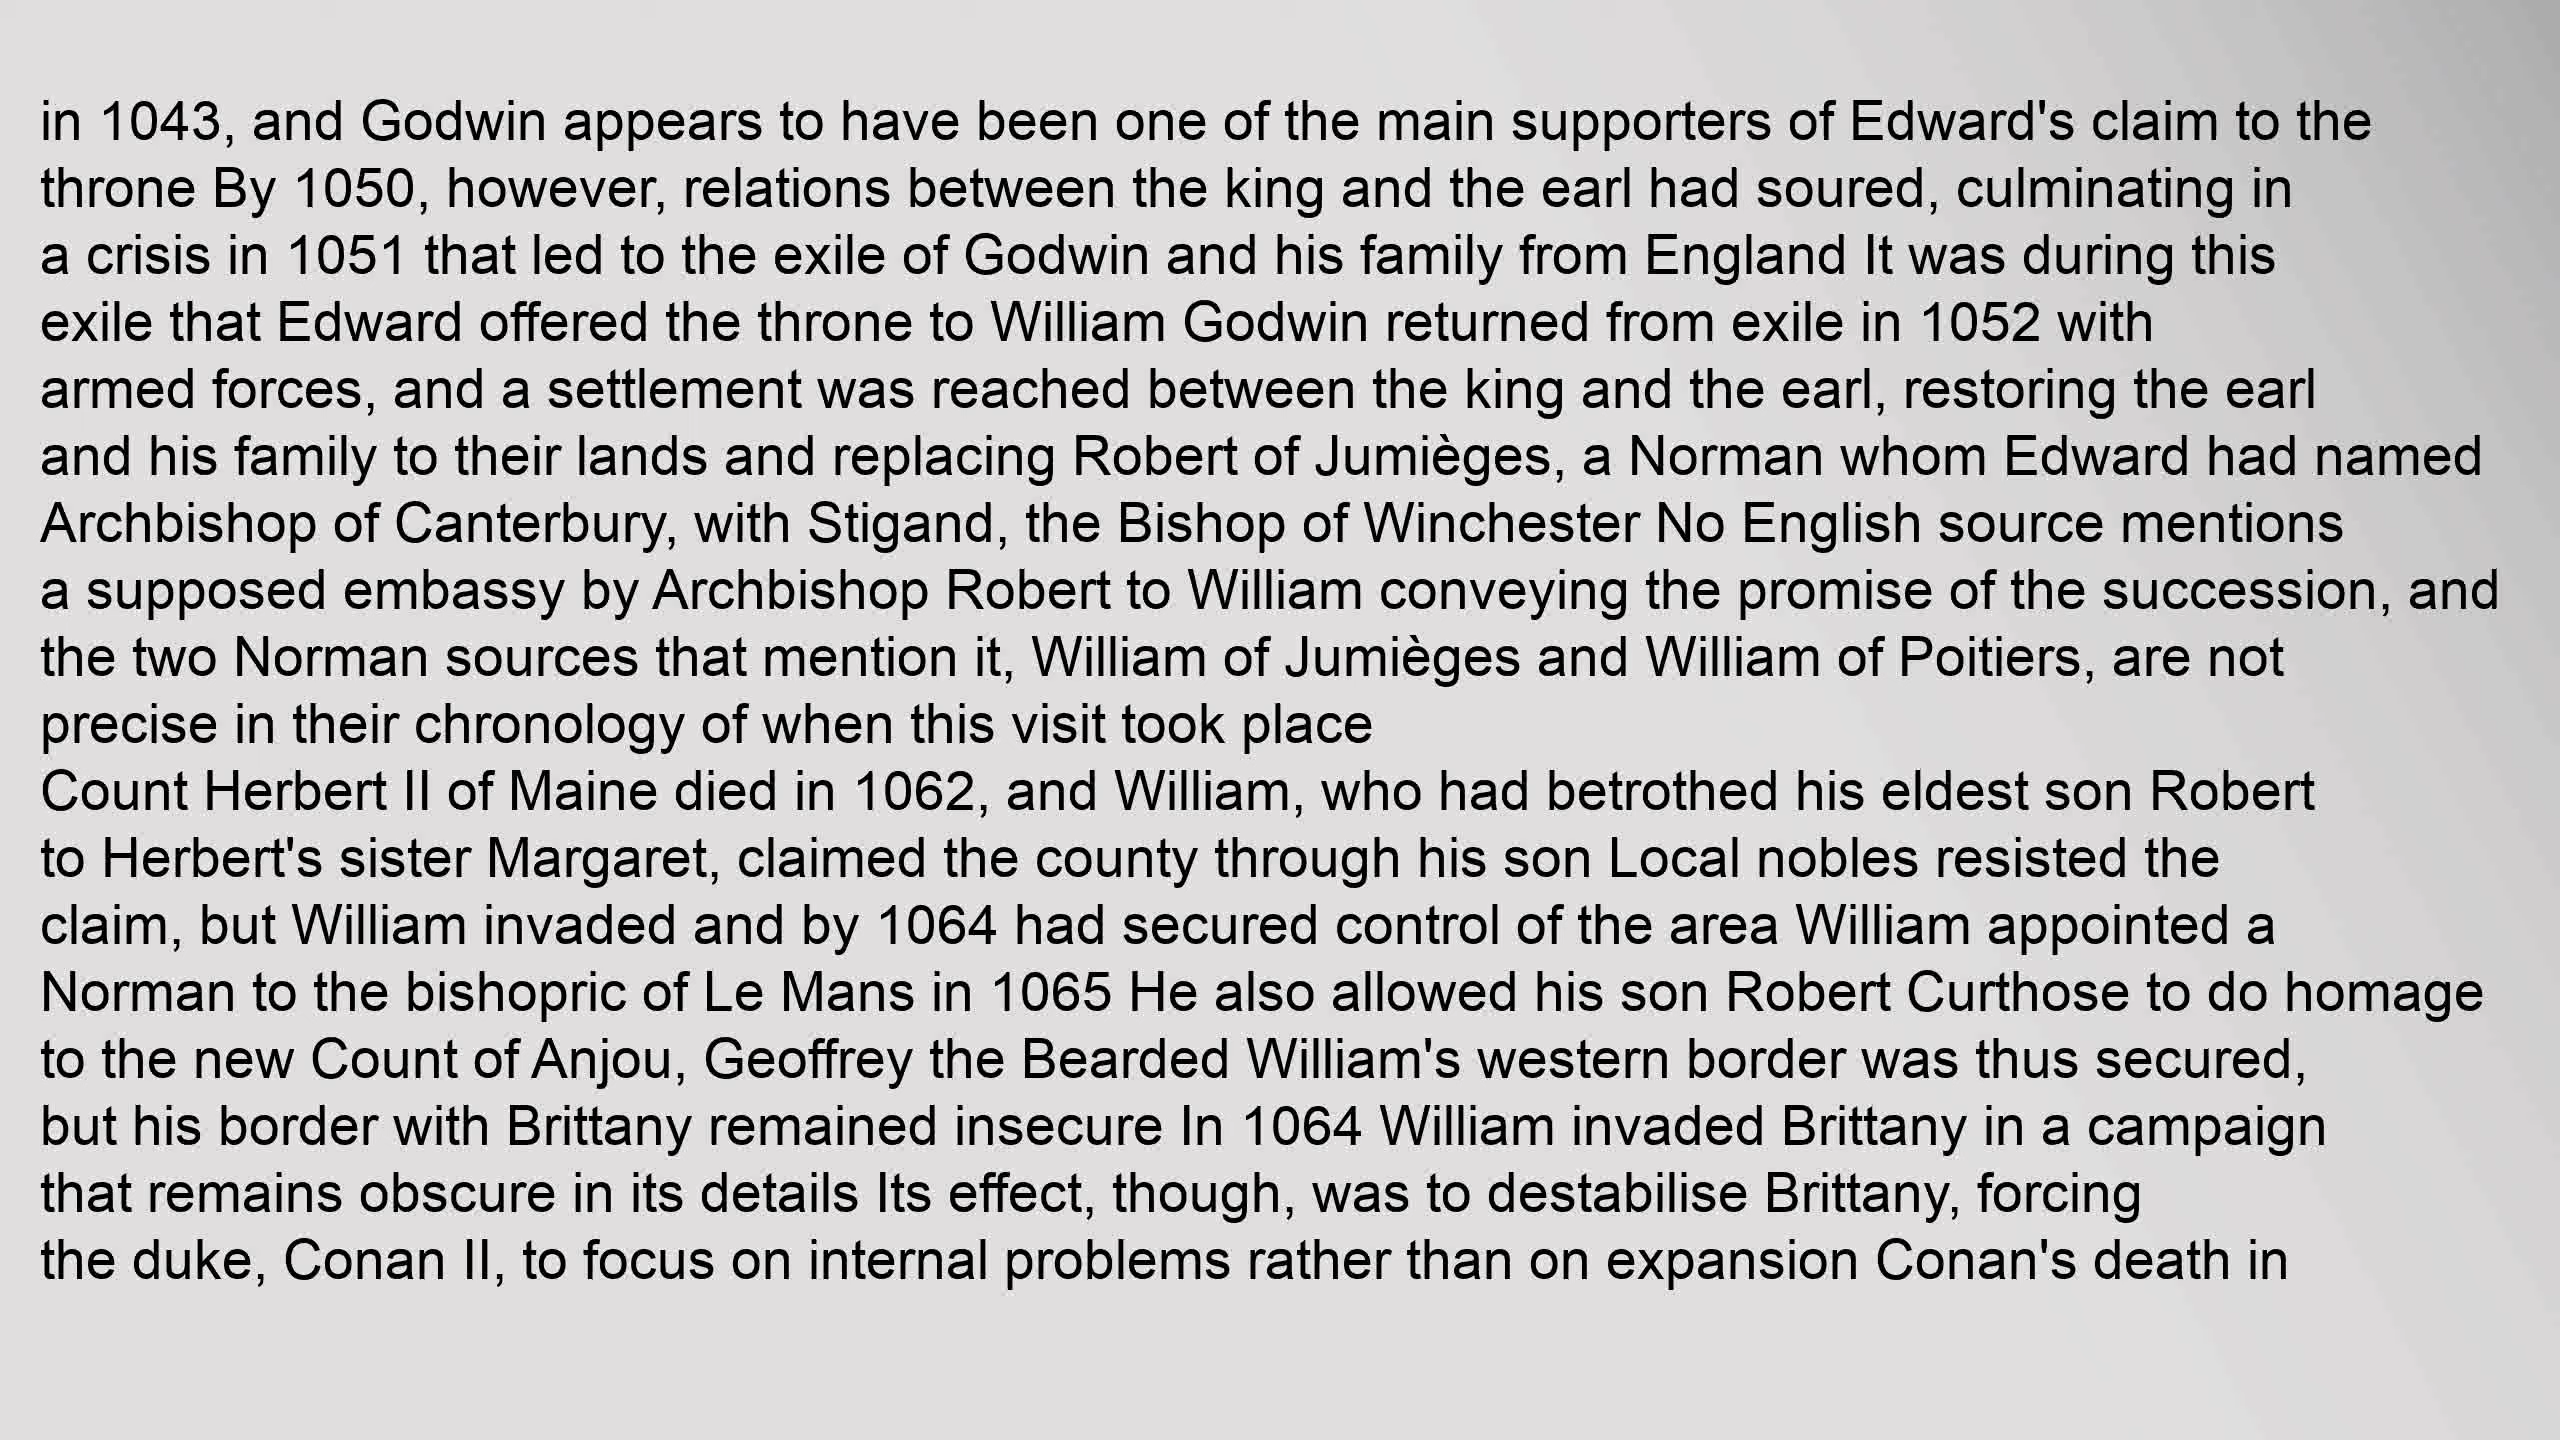 in 1043, and Godwin appears to have been one of the main supporters of Edward's claim to the
throne By 1050, however, relations between the king and the earl had soured, culminating in
a crisis in 1051 that led to the exile of Godwin and his family from England It was during this
exile that Edward offered the throne to William Godwin returned from exile in 1052 with
armed forces, and a settlement was reached between the king and the earl, restoring the earl
and his family to their lands and replacing Robert of Jumièges, a Norman whom Edward had named
Archbishop of Canterbury, with Stigand, the Bishop of Winchester No English source mentions
a supposed embassy by Archbishop Robert to William conveying the promise of the succession, and
the two Norman sources that mention it, William of Jumièges and William of Poitiers, are not
precise in their chronology of when this visit took place
Count Herbert II of Maine died in 1062, and William, who had betrothed his eldest son Robert
to Herbert's sister Margaret, claimed the county through his son Local nobles resisted the
claim, but William invaded and by 1064 had secured control of the area William appointed a
Norman to the bishopric of Le Mans in 1065 He also allowed his son Robert Curthose to do homage
to the new Count of Anjou, Geoffrey the Bearded William's western border was thus secured,
but his border with Brittany remained insecure In 1064 William invaded Brittany in a campaign
that remains obscure in its details Its effect, though, was to destabilise Brittany, forcing
the duke, Conan II, to focus on internal problems rather than on expansion Conan's death in